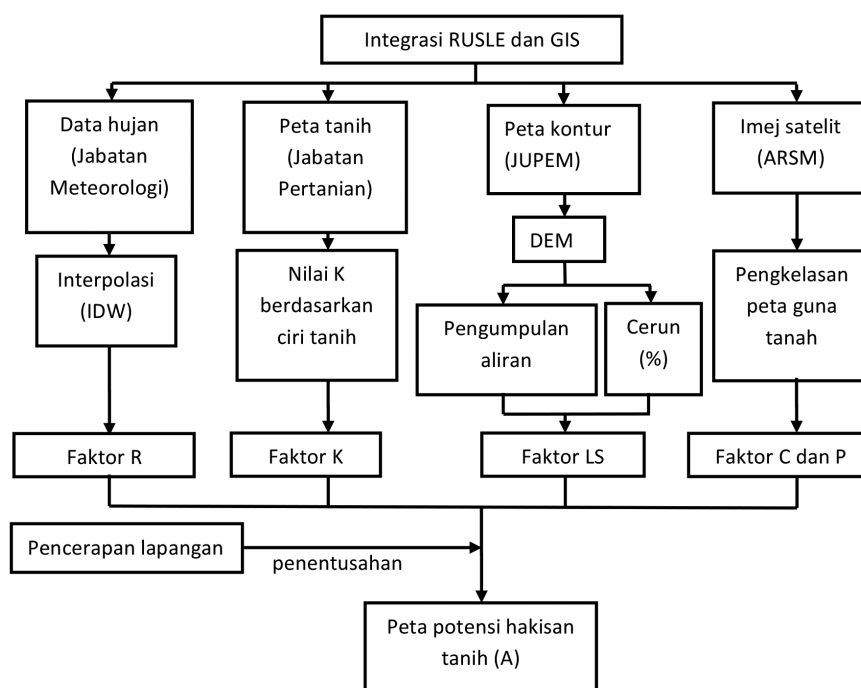 Integrasi RUSLE dan GIS
Data hujan
(Jabatan
Meteorologi)
Peta tanih
(Jabatan
Pertanian)
Peta kontur
(JUPEM)
Imej satelit
(ARSM)
DEM
Interpolasi
(IDW)
Nilai K
berdasarkan
ciri tanih
Pengumpulan
aliran
Cerun
(%)
Pengkelasan
peta guna
tanah
Faktor R
Faktor K
Faktor LS
Faktor C dan P
Pencerapan lapangan
penentusahan
Peta potensi hakisan
tanih (A)